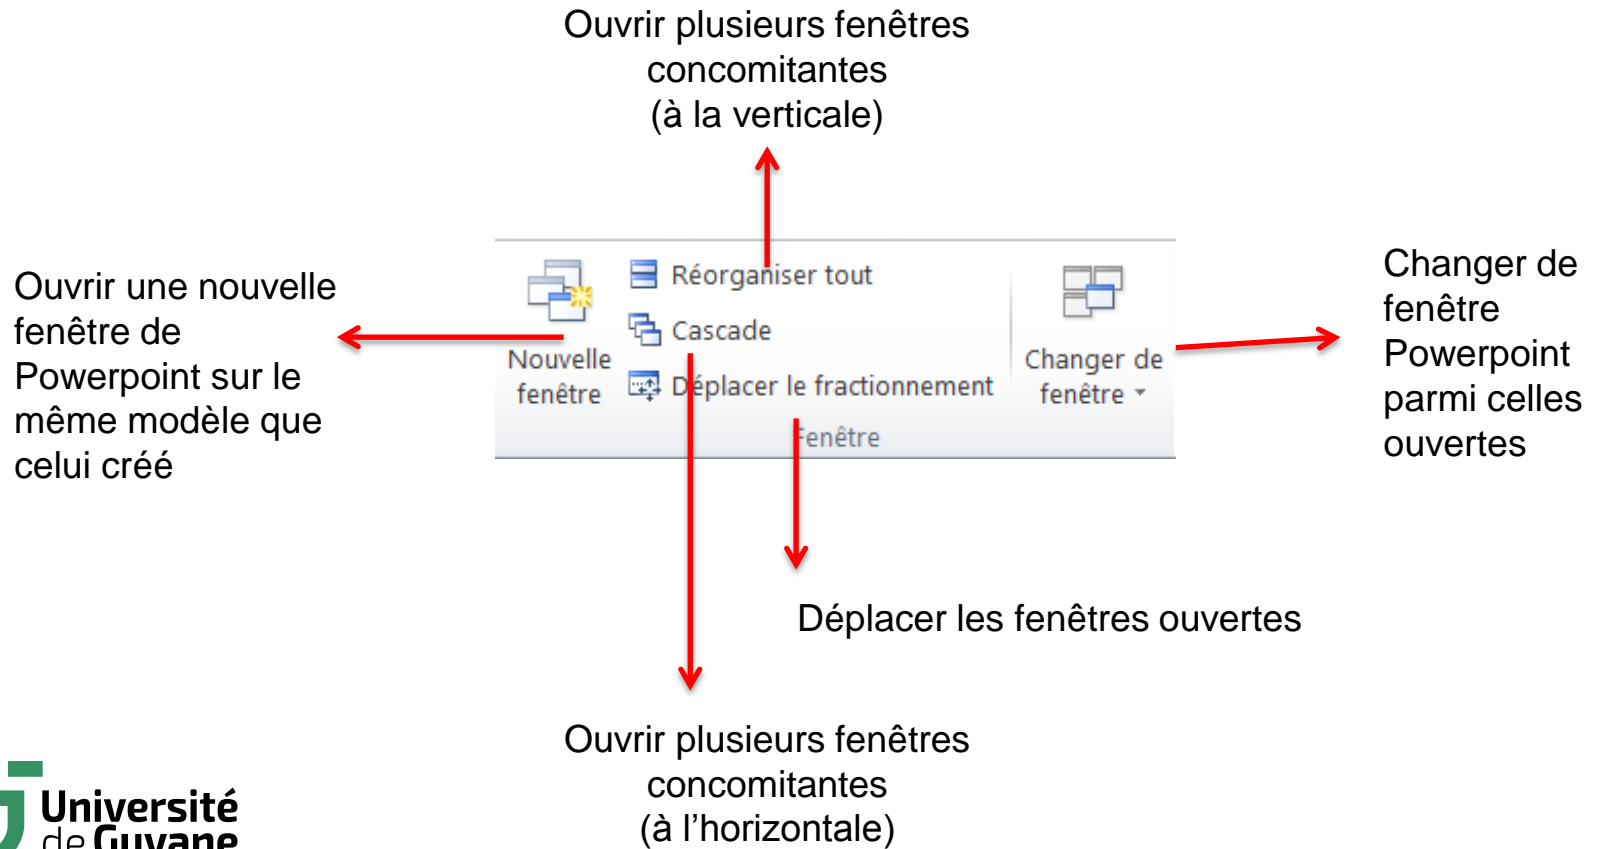 Ouvrir plusieurs fenêtres
concomitantes
(à la verticale)
Ouvrir une nouvelle
fenêtre de
Powerpoint sur le
même modèle que
celui créé
Nouvelle
fenêtre
Réorganiser tout
Cascade
Déplacer le fractionnement
Changer de
fenêtre
Fenêtre
Changer de
fenêtre
Powerpoint
parmi celles
ouvertes
Déplacer les fenêtres ouvertes
Ouvrir plusieurs fenêtres
concomitantes
(à l’horizontale)
Université
de Guyane